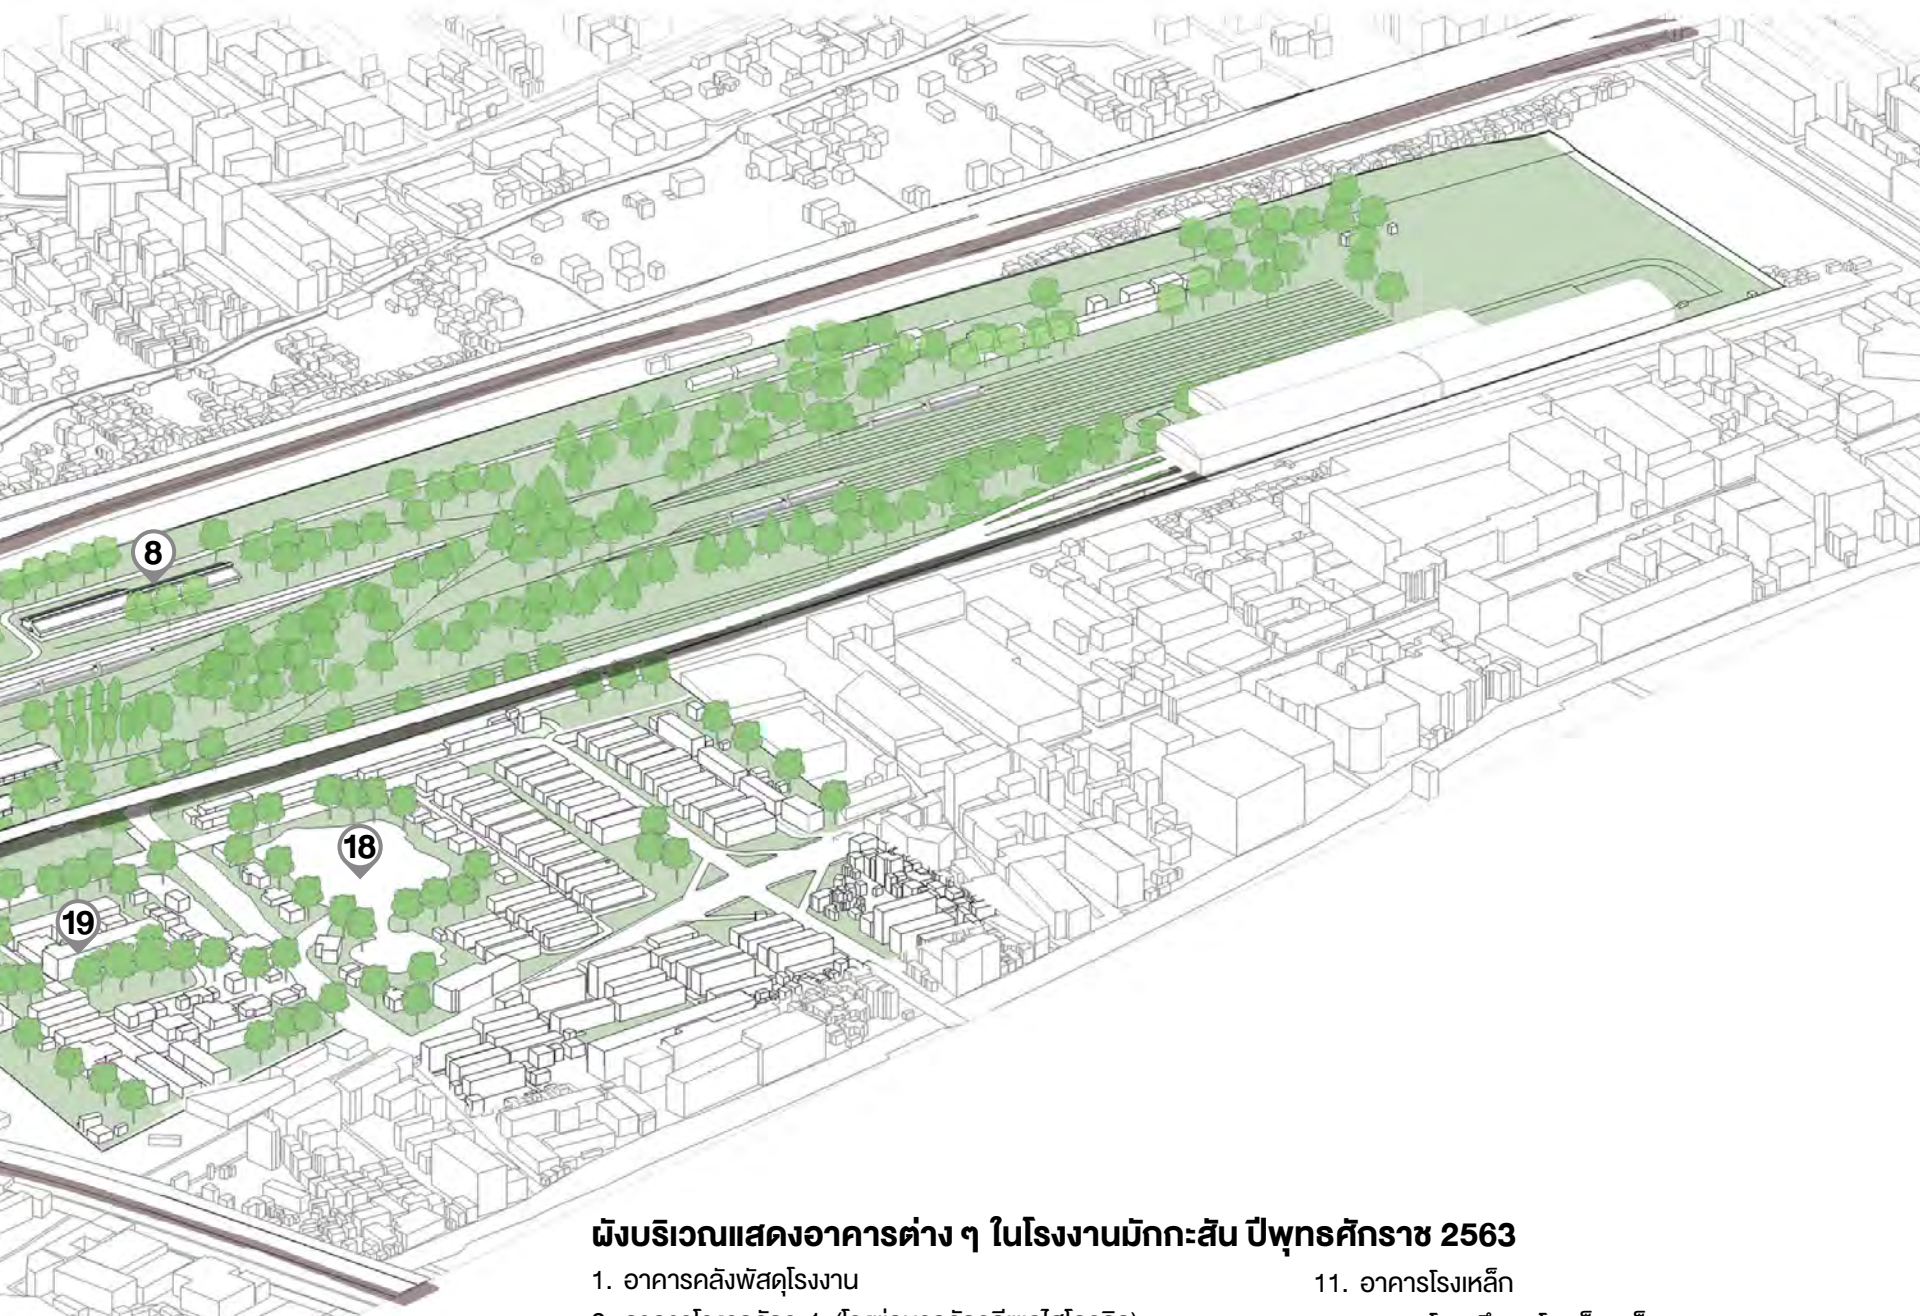 8
18
19
ผังบริเวณแสดงอาคารต่าง ๆ ในโรงงานมักกะสัน ปีพุทธศักราช 2563
1. อาคารคลังพัสดุโรงงาน
11. อาคารโรงเหล็ก